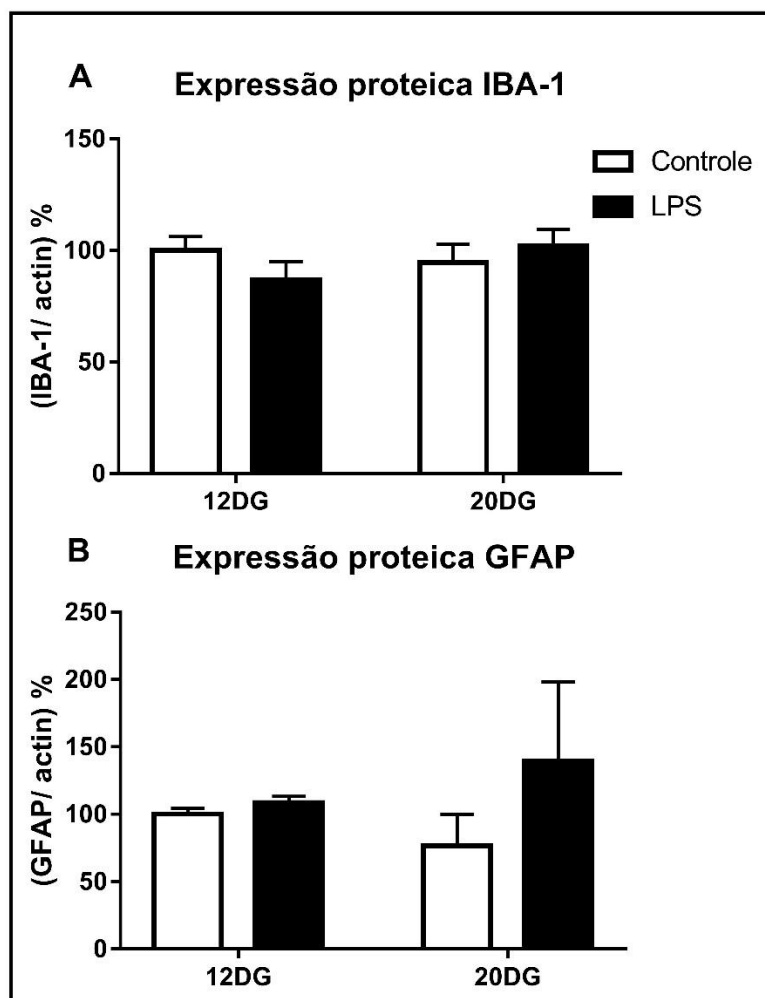 A
Expressão proteica IBA-1
150
100
50
0
(IBA-1/ actin) %
Controle
LPS
12DG
20DG
B
Expressão proteica GFAP
250
200
150
100
50
0
(GFAP/ actin) %
12DG
20DG